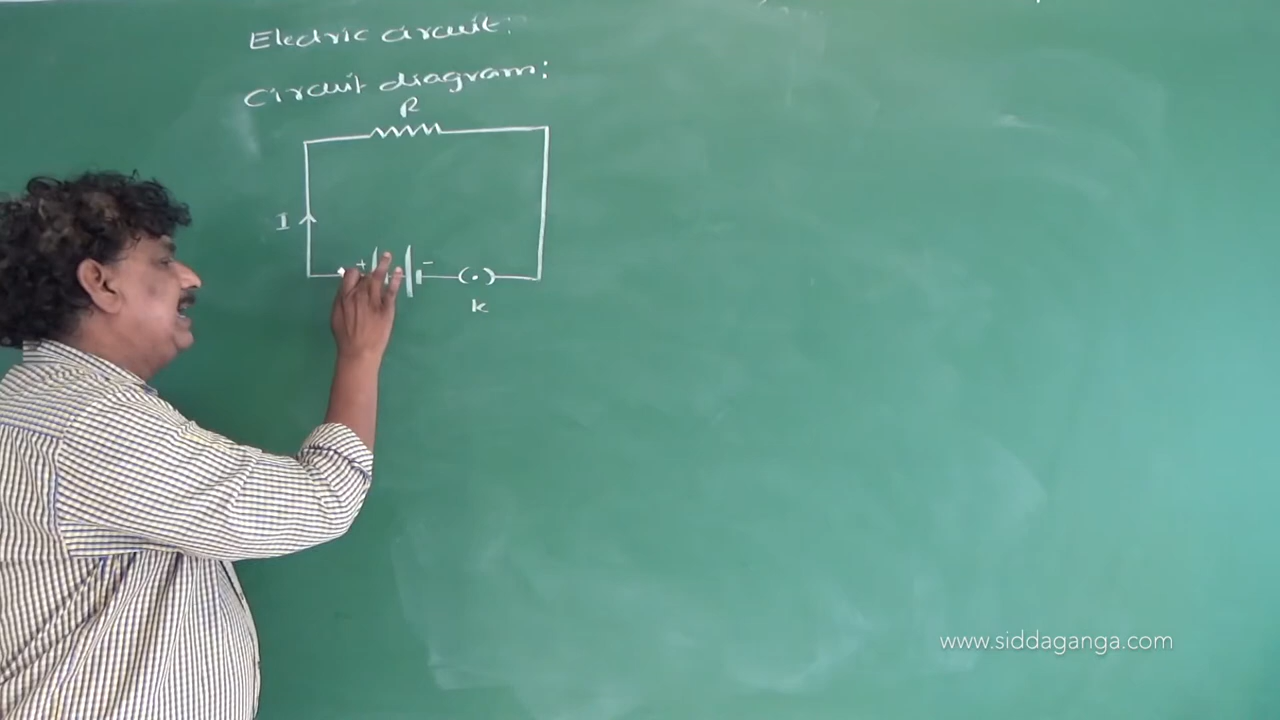 Electric circuit:
Circuit diagram:
R
I
+ -
K
www.siddaganga.com